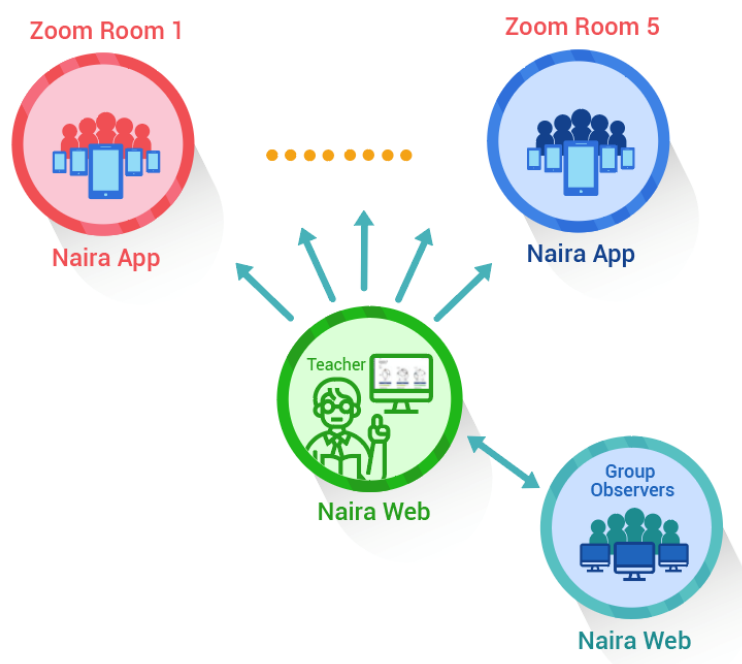 Zoom Room 1
Zoom Room 5
Naira App
Naira App
Teacher
Naira Web
Group
Observers
Naira Web